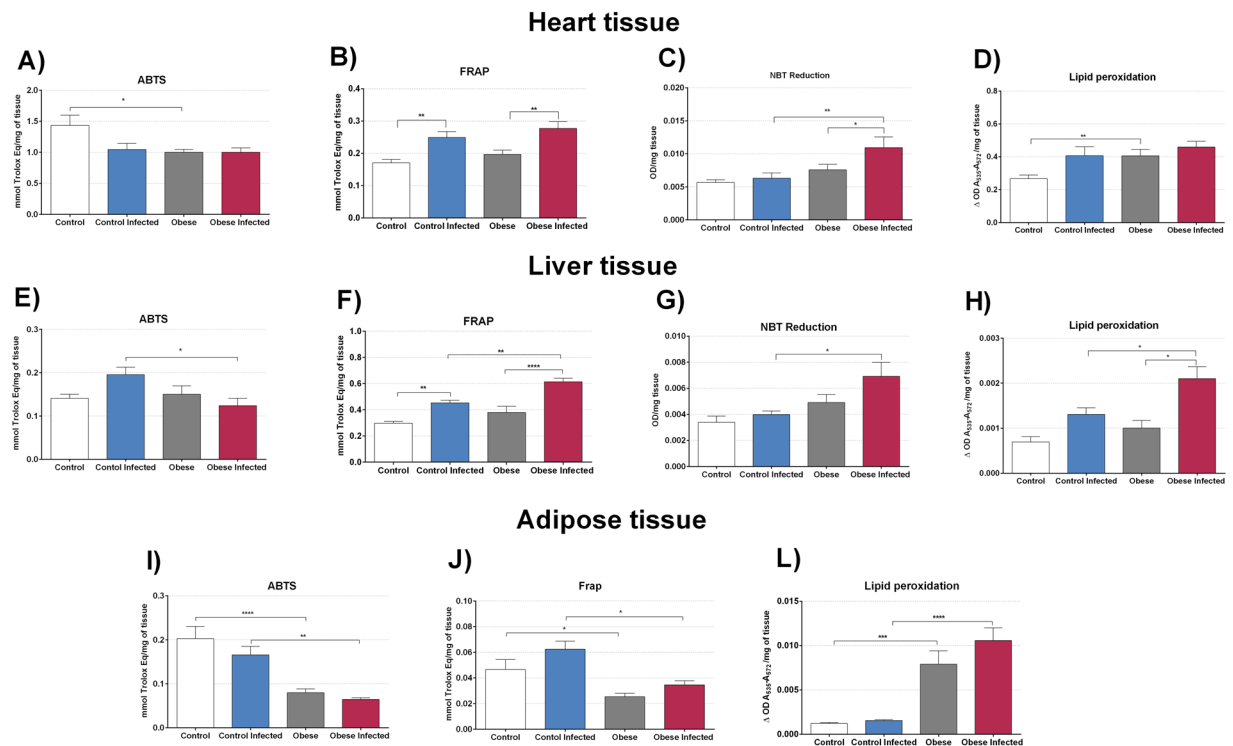 Heart tissue
A)
ABTS
mmol Trolox Eq/mg of tissue
2.0
1.5
1.0
0.5
0.0
*
Control Control Infected Obese Obese Infected
B)
FRAP
mmol Trolox Eq/mg of tissue
0.4
0.3
0.2
0.1
0.0
** **
Control Control Infected Obese Obese Infected
C)
NBT Reduction
OD/mg tissue
0.020
0.015
0.010
0.005
0.000
**
*
Control Control Infected Obese Obese Infected
D)
Lipid peroxidation
Δ OD A535-A572/mg of tissue
0.8
0.6
0.4
0.2
0.0
**
Control Control Infected Obese Obese Infected
Liver tissue
E)
ABTS
mmol Trolox Eq/mg of tissue
0.3
0.2
0.1
0.0
*
Control Contol Infected Obese Obese Infected
F)
FRAP
mmol Trolox Eq/mg of tissue
1.0
0.8
0.6
0.4
0.2
0.0
**
****
**
Control Control Infected Obese Obese Infected
G)
NBT Reduction
OD/mg tissue
0.010
0.008
0.006
0.004
0.002
0.000
*
Control Control Infected Obese Obese Infected
H)
Lipid peroxidation
Δ OD A535-A572/mg of tissue
0.003
0.002
0.001
0.000
*
*
Control Control Infected Obese Obese Infected
Adipose tissue
I)
ABTS
mmol Trolox Eq/mg of tissue
0.3
0.2
0.1
0.0
****
**
Control Control Infected Obese Obese Infected
J)
Frap
mmol Trolox Eq/mg of tissue
0.10
0.08
0.06
0.04
0.02
0.00
*
*
Control Contol Infected Obese Obese Infected
L)
Lipid peroxidation
Δ OD A535-A572/mg of tissue
0.015
0.010
0.005
0.000
****
***
Control Control Infected Obese Obese Infected